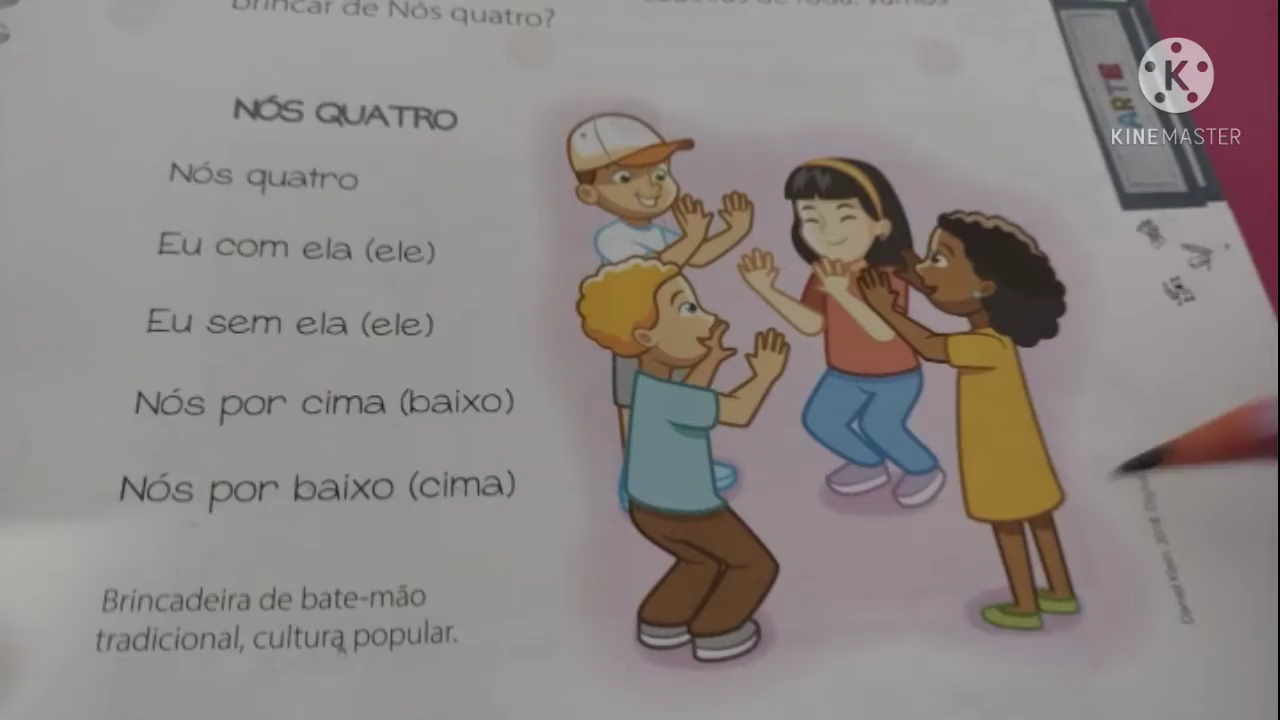 brincar de Nós quatro?
NÓS QUATRO
Nós quatro
Eu com ela (ele)
Eu sem ela (ele)
Nós por cima (baixo)
Nós por baixo (cima)
Brincadeira de bate-mão
tradicional, cultura popular.
ARTE
KINEMASTER